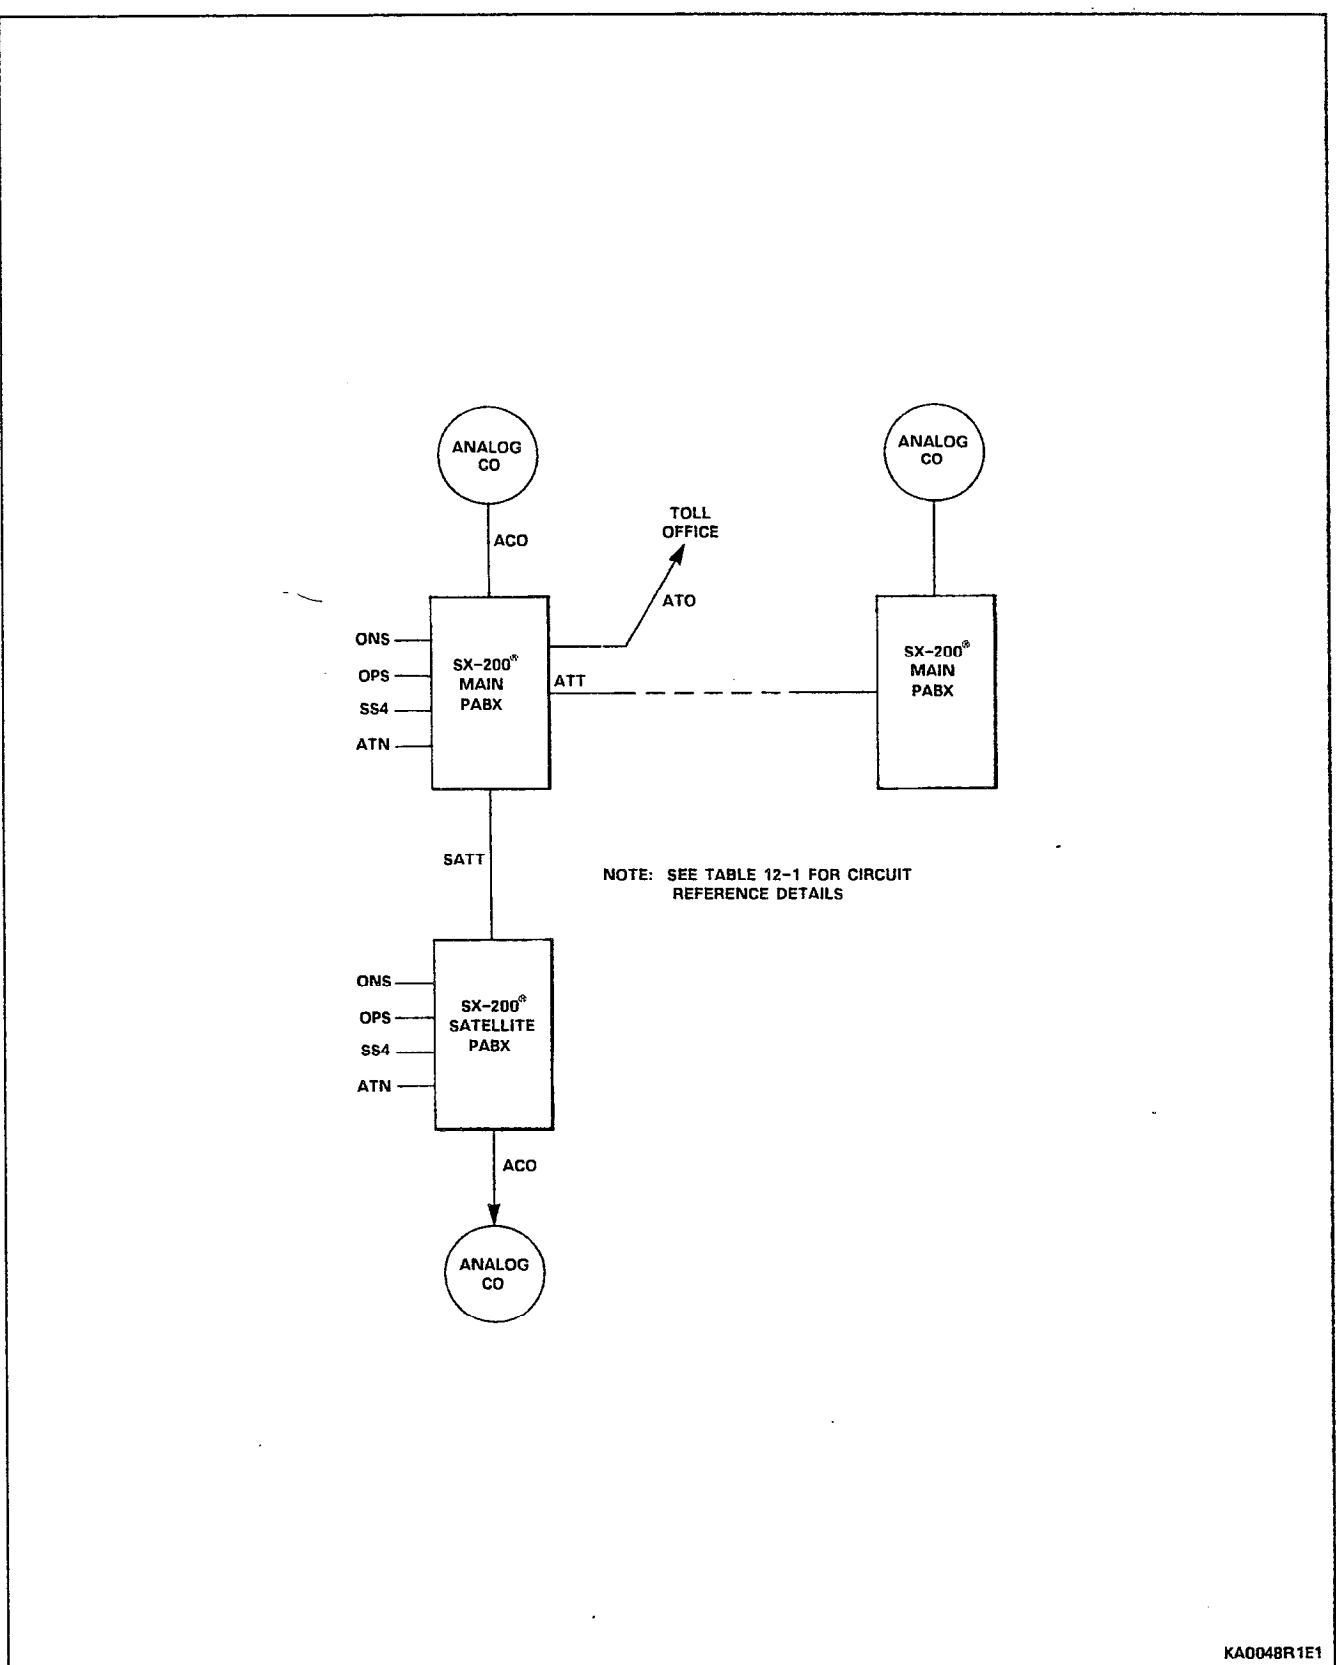 ANALOG
CO
ANALOG
CO
TOLL
OFFICE
ACO
ATO
ONS
OPS
SS4
ATN
SX-200®
MAIN
PABX
ATT
SX-200®
MAIN
PABX
SATT
NOTE: SEE TABLE 12-1 FOR CIRCUIT
REFERENCE DETAILS
ONS
OPS
SS4
ATN
SX-200®
SATELLITE
PABX
ACO
ANALOG
CO
KA0048R1E1